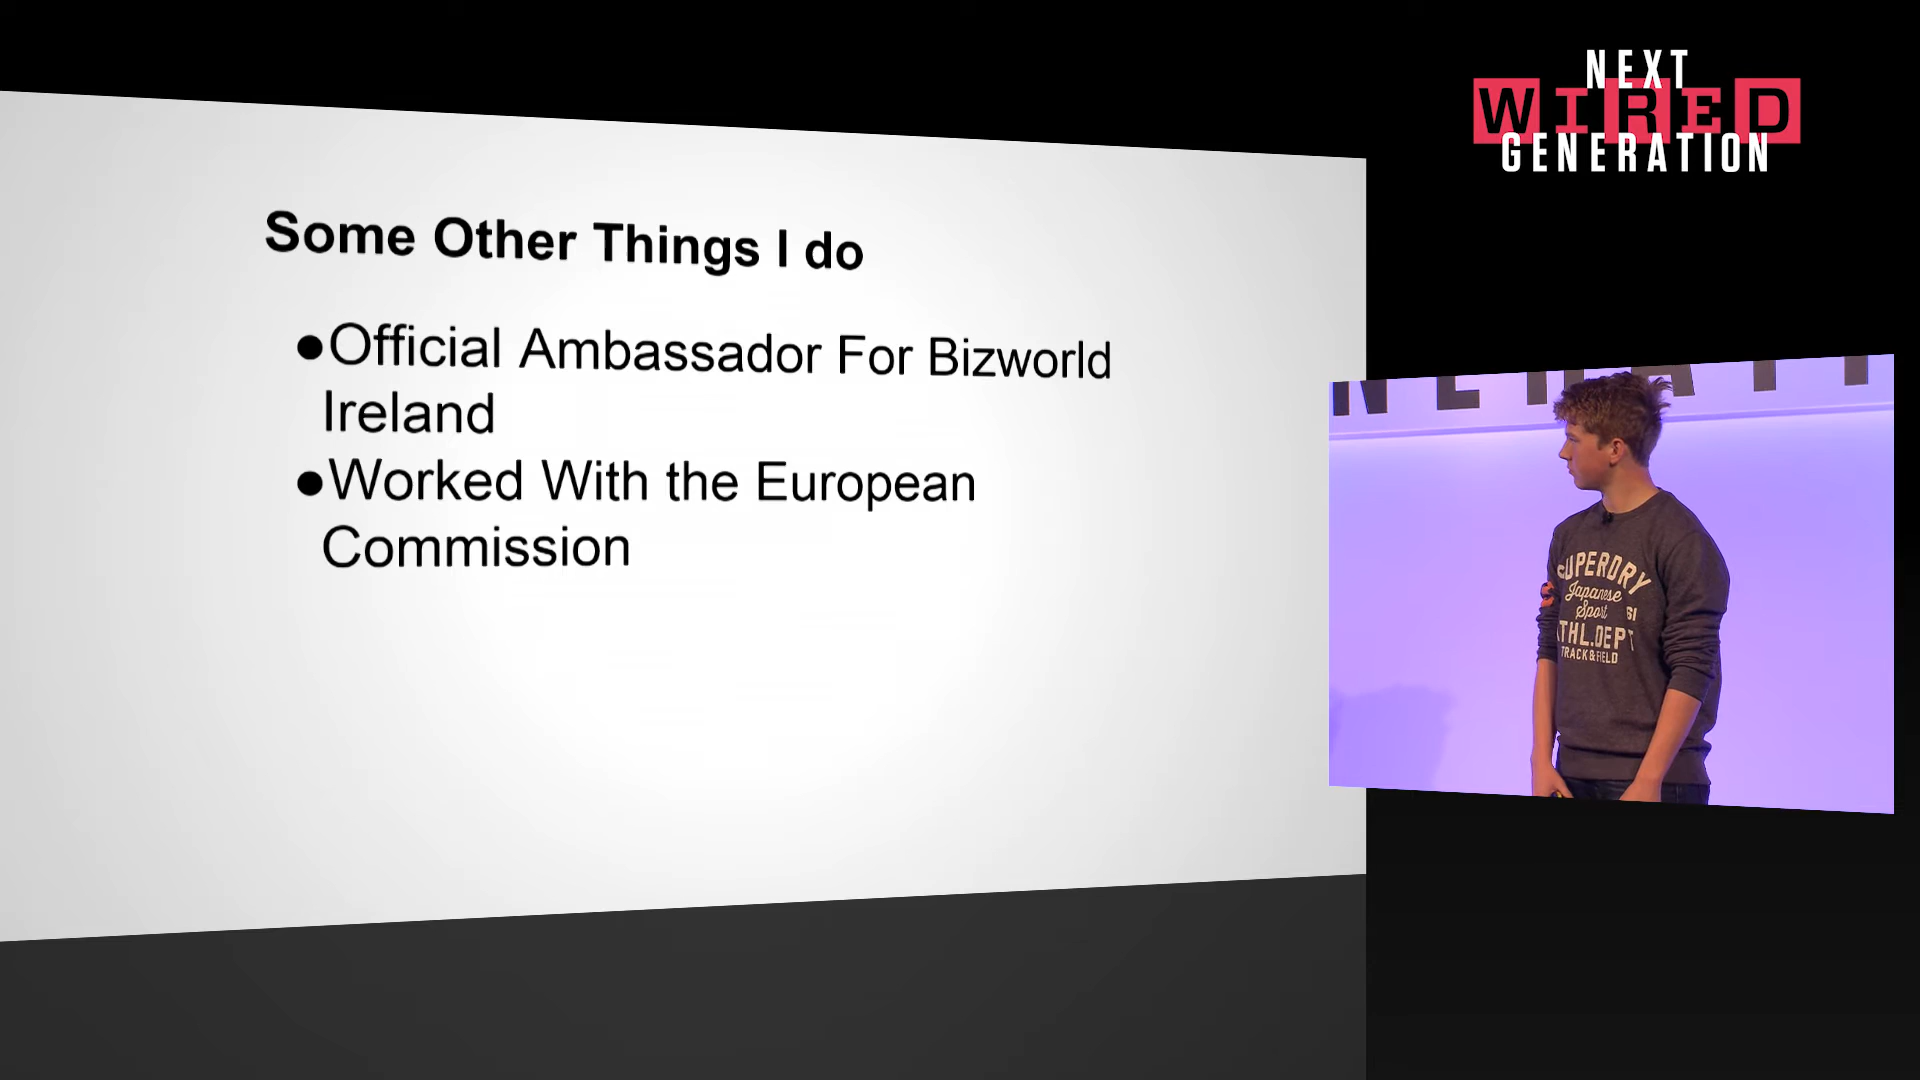 NEXT
WIRED
GENERATION
Some Other Things I do
●Official Ambassador For Bizworld
Ireland
●Worked With the European
Commission
SUPERDRY
Japanese
Sport 61
ATHL.DEPT
TRACK & FIELD